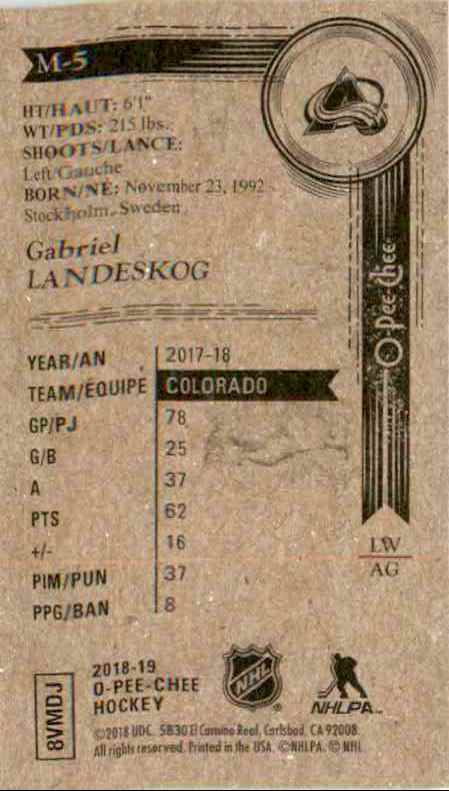 M-5
HT/HAUT: 6'1"
WT/PDS: 215 lbs.
SHOOTS/LANCE:
Left/Gauche
BORN/NÉ: November 23, 1992
Stockholm, Sweden
Gabriel
LANDESKOG
O-Pee-Chee
YEAR/AN 2017-18
TEAM/ÉQUIPE COLORADO
GP/PJ 78
G/B 25
A 37
PTS 62
+/- 16
PIM/PUN 37
PPG/BAN 8
LW
AG
8VMDJ
2018-19
O-PEE-CHEE
HOCKEY
NHL
NHLPA
©2018 UDC. 5830 El Camino Real, Carlsbad, CA 92008.
All rights reserved. Printed in the USA. ©NHLPA. © NHL